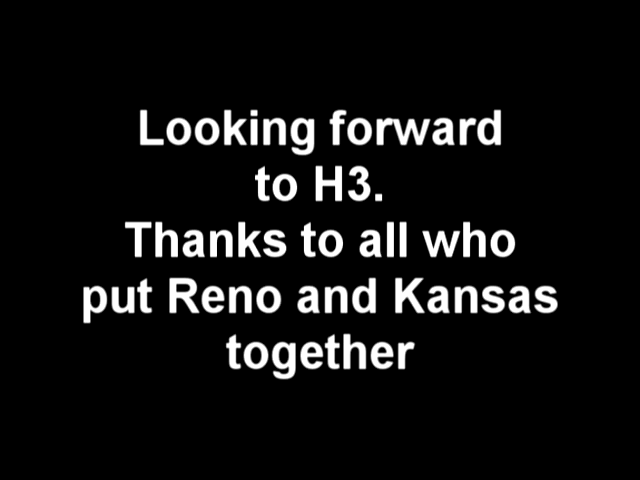 Looking forward
to H3.
Thanks to all who
put Reno and Kansas
together